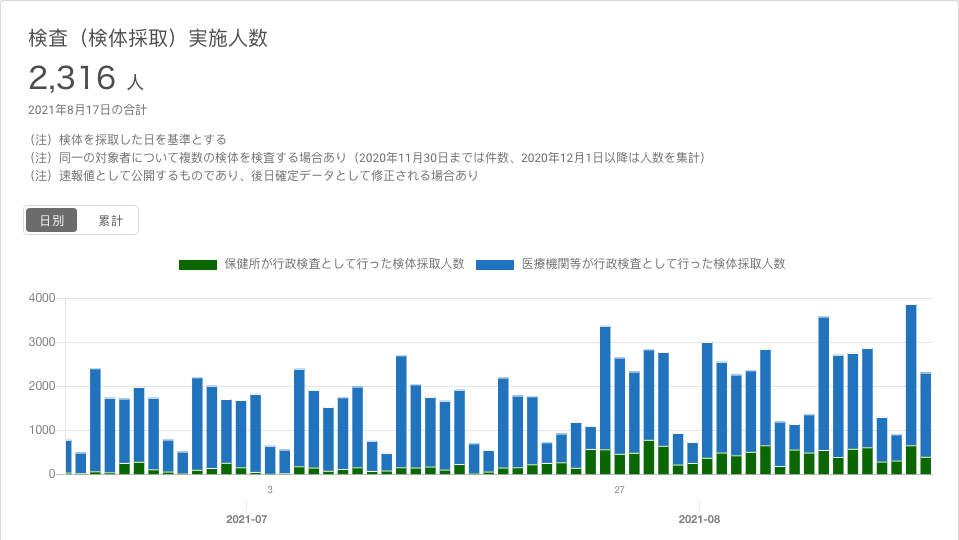 検査（検体採取）実施人数
2,316 人
2021年8月17日の合計
（注）検体を採取した日を基準とする
（注）同一の対象者について複数の検体を検査する場合あり（2020年11月30日までは件数、2020年12月1日以降は人数を集計）
（注）速報値として公開するものであり、後日確定データとして修正される場合あり
日別 累計
保健所が行政検査として行った検体採取人数 医療機関等が行政検査として行った検体採取人数
4000
3000
2000
1000
0
3 27
2021-07 2021-08